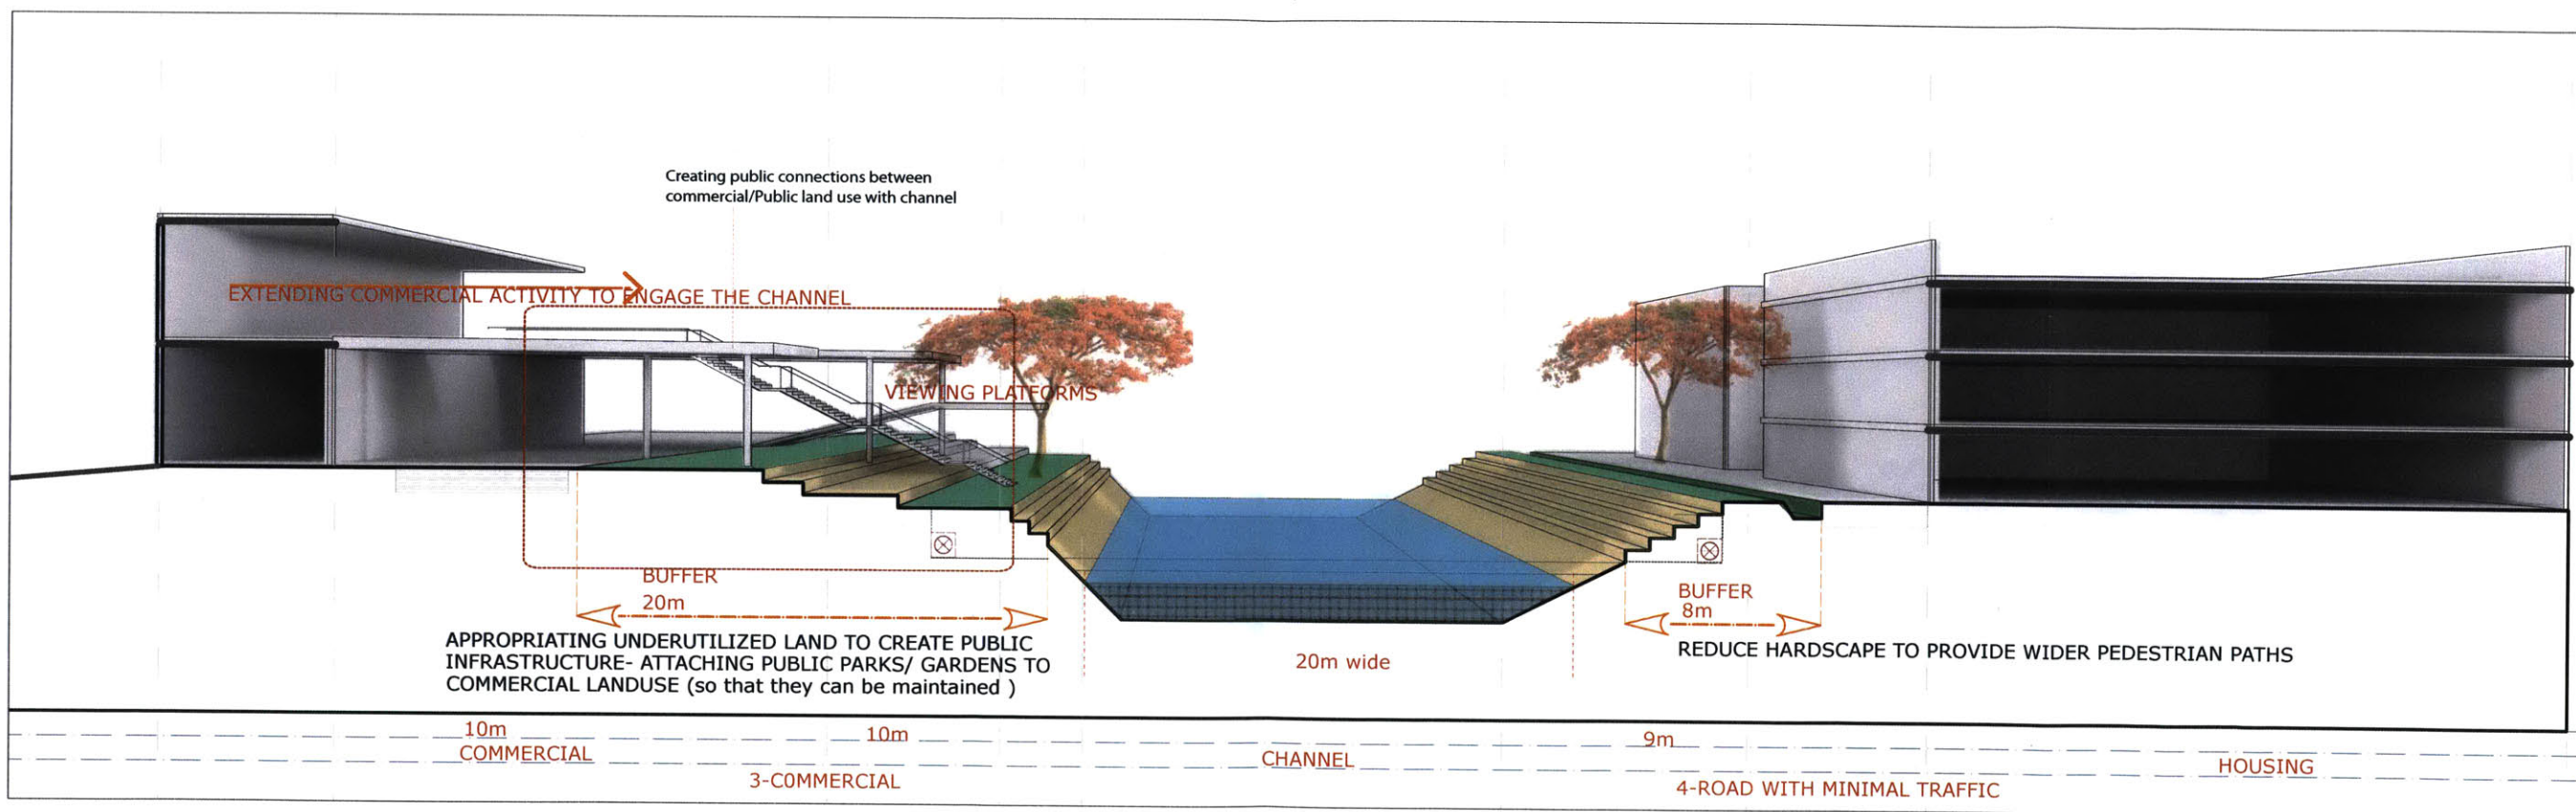 Creating public connections between
commercial/Public land use with channel
EXTENDING COMMERCIAL ACTIVITY TO ENGAGE THE CHANNEL
VIEWING PLATFORMS
BUFFER
20m
APPROPRIATING UNDERUTILIZED LAND TO CREATE PUBLIC
INFRASTRUCTURE- ATTACHING PUBLIC PARKS/ GARDENS TO
COMMERCIAL LANDUSE (so that they can be maintained )
20m wide
BUFFER
8m
REDUCE HARDSCAPE TO PROVIDE WIDER PEDESTRIAN PATHS
10m
10m
9m
COMMERCIAL
CHANNEL
HOUSING
3-C0MMERCIAL
4-ROAD WITH MINIMAL TRAFFIC